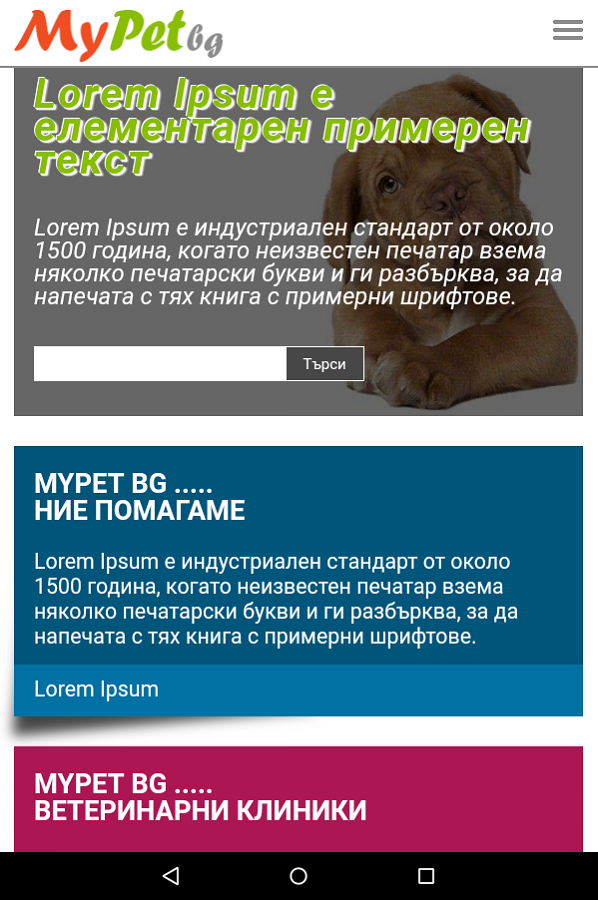 MyPet bg
Lorem Ipsum е
елементарен примерен
текст
Lorem Ipsum е индустриален стандарт от около
1500 година, когато неизвестен печатар взема
няколко печатарски букви и ги разбърква, за да
напечата с тях книга с примерни шрифтове.
Търси
MYPET BG .....
НИЕ ПОМАГАМЕ
Lorem Ipsum е индустриален стандарт от около
1500 година, когато неизвестен печатар взема
няколко печатарски букви и ги разбърква, за да
напечата с тях книга с примерни шрифтове.
Lorem Ipsum
MYPET BG .....
ВЕТЕРИНАРНИ КЛИНИКИ